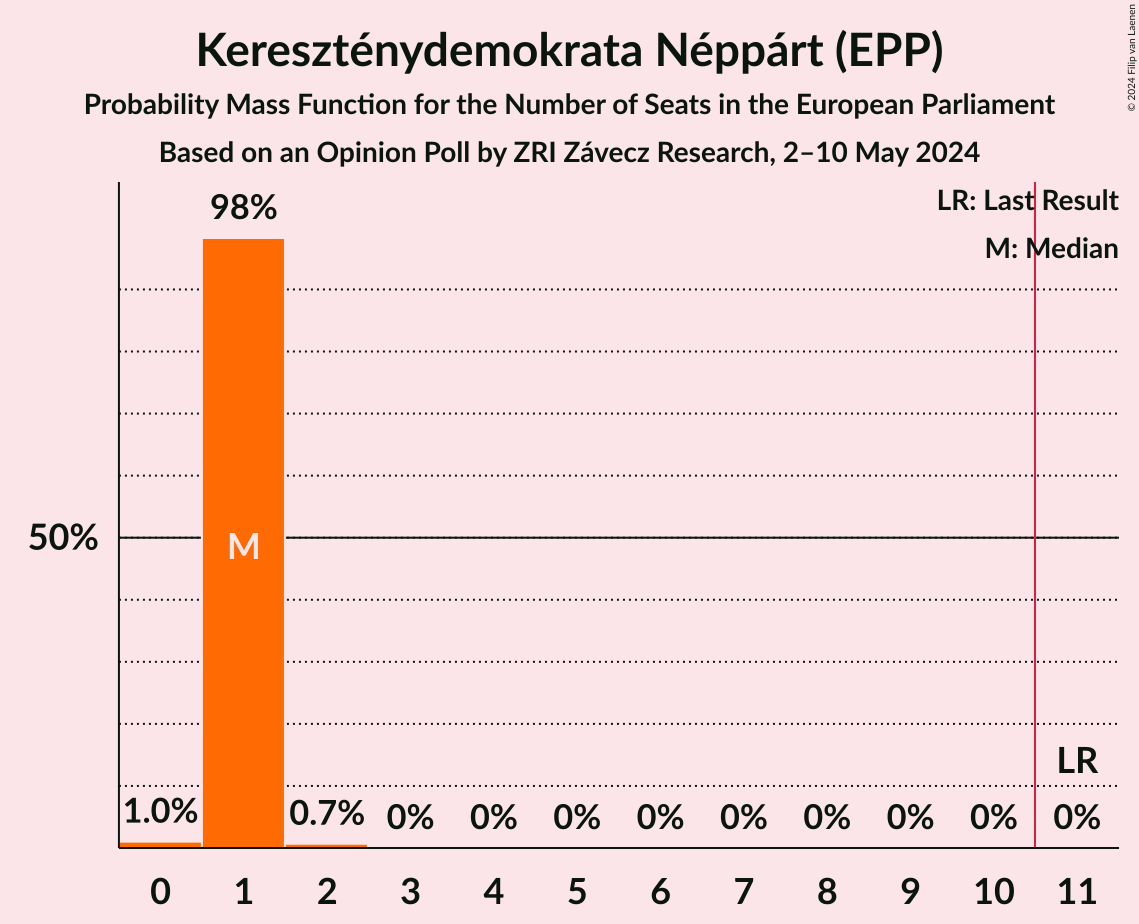 Kereszténydemokrata Néppárt (EPP)
Probability Mass Function for the Number of Seats in the European Parliament
Based on an Opinion Poll by ZRI Závecz Research, 2–10 May 2024
© 2024 Filip van Laenen
LR: Last Result
M: Median
98%
50%
M
LR
1.0% 0.7% 0% 0% 0% 0% 0% 0% 0% 0% 0%
0 1 2 3 4 5 6 7 8 9 10 11